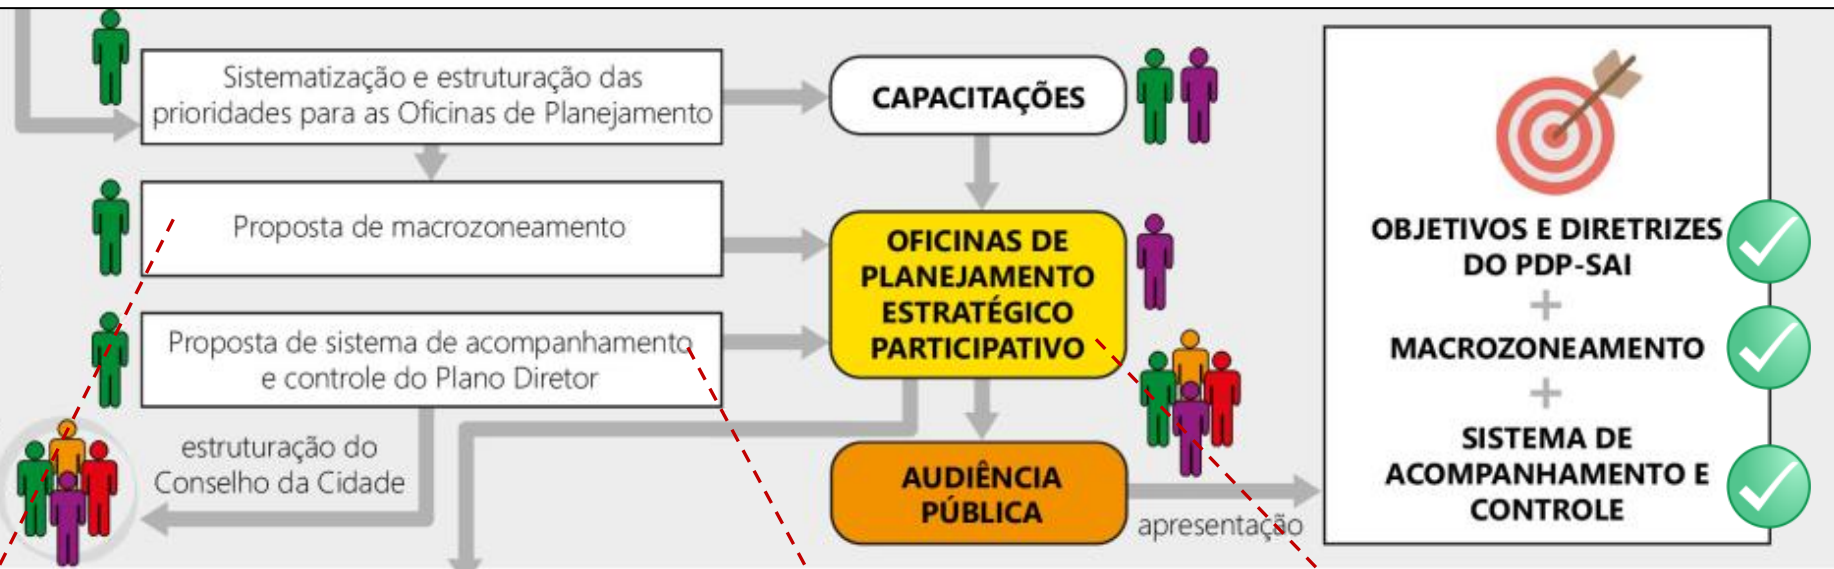 Sistematização e estruturação das
prioridades para as Oficinas de Planejamento
CAPACITAÇÕES
Proposta de macrozoneamento
OFICINAS DE
PLANEJAMENTO
ESTRATÉGICO
PARTICIPATIVO
Proposta de sistema de acompanhamento
e controle do Plano Diretor
estruturação do
Conselho da Cidade
AUDIÊNCIA
PÚBLICA
apresentação
OBJETIVOS E DIRETRIZES
DO PDP-SAI
+
MACROZONEAMENTO
+
SISTEMA DE
ACOMPANHAMENTO E
CONTROLE